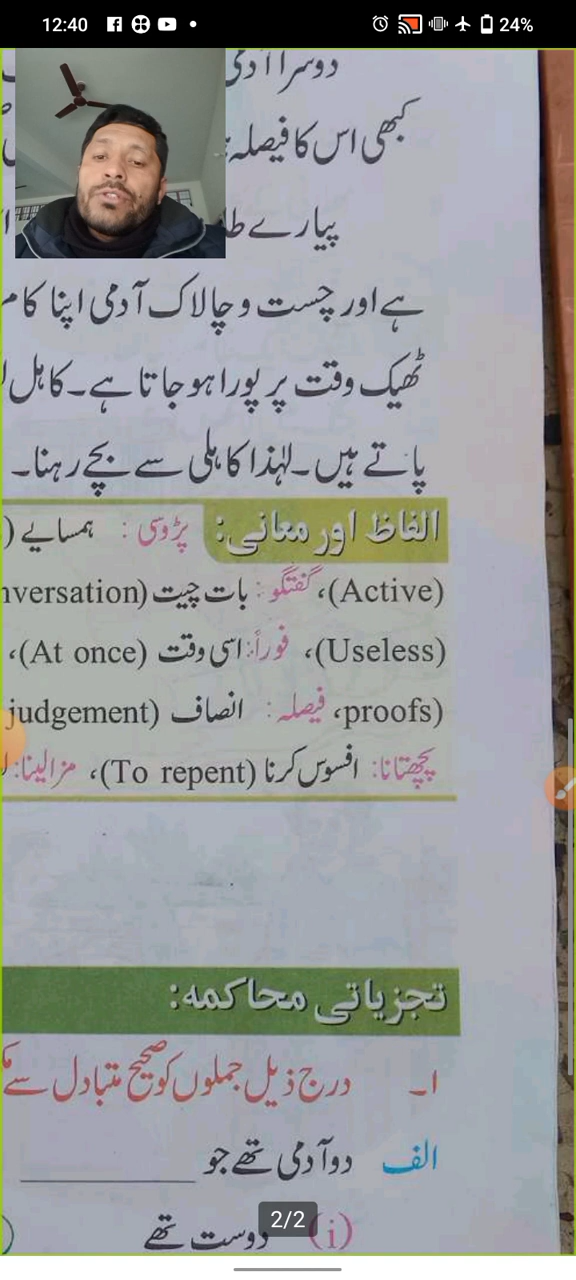 12:40
24%
دوسرا آدمی
کبھی اس کا فیصلہ
پیارے
ہے اور چست و چالاک آدمی اپنا کام
ٹھیک وقت پر پورا ہو جاتا ہے۔ کاہل
پاتے ہیں۔ لہٰذا کاہلی سے بچے رہنا۔
الفاظ اور معانی: پڑوسی : ہمسایے (
(Active)، گفتگو: بات چیت (nversation
(Useless)، فوراً: اسی وقت (At once)،
(proofs، فیصلہ: انصاف (judgement
پچھتانا: افسوس کرنا (To repent)، مزا لینا:
تجزیاتی محاکمہ:
۱۔ درج ذیل جملوں کو صحیح متبادل سے
الف دو آدمی تھے جو ____________
(i) دوست تھے
2/2